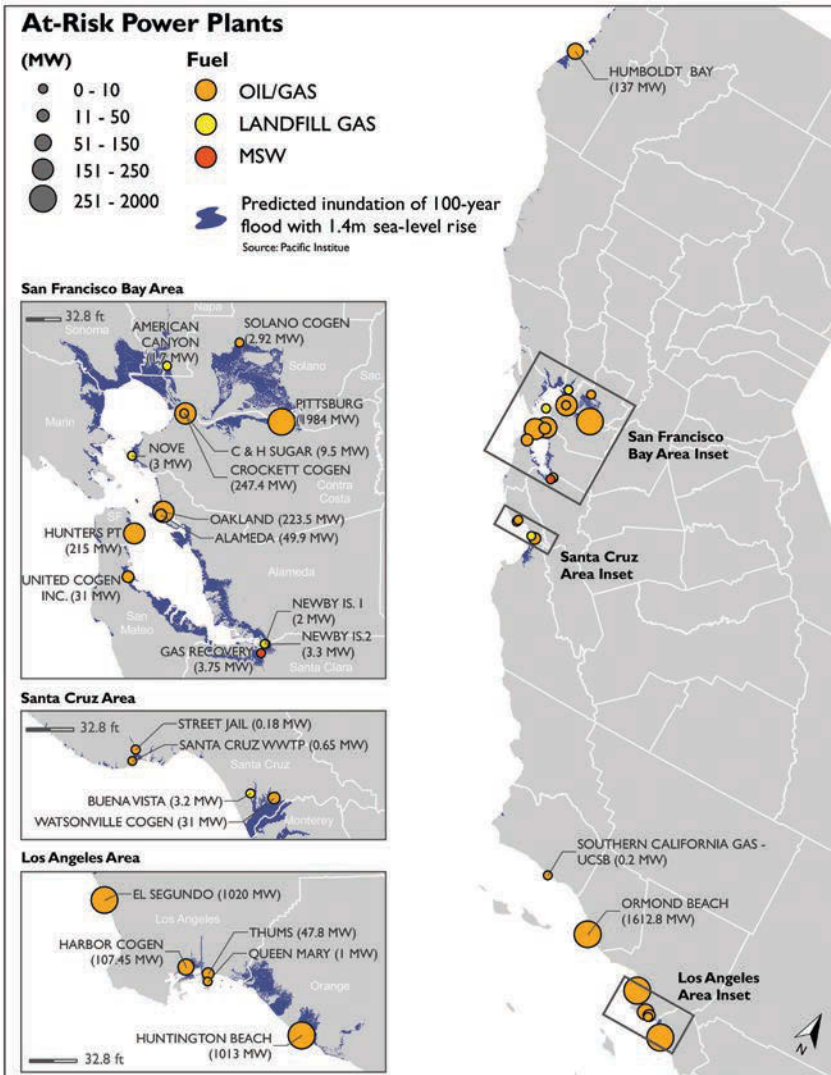 At-Risk Power Plants
(MW)
0 - 10
11 - 50
51 - 150
151 - 250
251 - 2000
Fuel
OIL/GAS
LANDFILL GAS
MSW
Predicted inundation of 100-year
flood with 1.4m sea-level rise
Source: Pacific Institue
HUMBOLDT BAY
(137 MW)
San Francisco Bay Area
32.8 ft
Napa
Sonoma
AMERICAN
CANYON
(1.7 MW)
SOLANO COGEN
(2.92 MW)
Solano
Sac
Marin
PITTSBURG
(1984 MW)
NOVE
(3 MW)
C & H SUGAR (9.5 MW)
CROCKETT COGEN
(247.4 MW)
Contra
Costa
SF
OAKLAND (223.5 MW)
ALAMEDA (49.9 MW)
HUNTERS PT
(215 MW)
UNITED COGEN
INC. (31 MW)
Alameda
San
Mateo
NEWBY IS. 1
(2 MW)
NEWBY IS.2
(3.3 MW)
GAS RECOVERY
(3.75 MW)
Santa Clara
San Francisco
Bay Area Inset
Santa Cruz
Area Inset
Santa Cruz Area
32.8 ft
STREET JAIL (0.18 MW)
SANTA CRUZ WWTP (0.65 MW)
Santa Cruz
BUENA VISTA (3.2 MW)
WATSONVILLE COGEN (31 MW)
Monterey
Los Angeles Area
EL SEGUNDO (1020 MW)
Los Angeles
THUMS (47.8 MW)
HARBOR COGEN
(107.45 MW)
QUEEN MARY (1 MW)
Orange
HUNTINGTON BEACH
(1013 MW)
32.8 ft
SOUTHERN CALIFORNIA GAS -
UCSB (0.2 MW)
ORMOND BEACH
(1612.8 MW)
Los Angeles
Area Inset
N